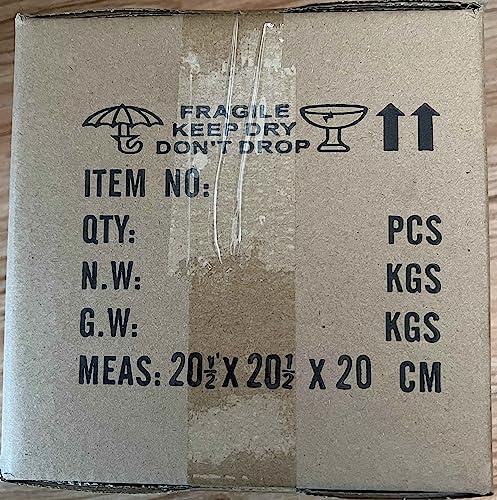 FRAGILE
KEEP DRY
DON'T DROP
ITEM NO:
QTY: PCS
N.W: KGS
G.W: KGS
MEAS: 20½ X 20½ X 20 CM